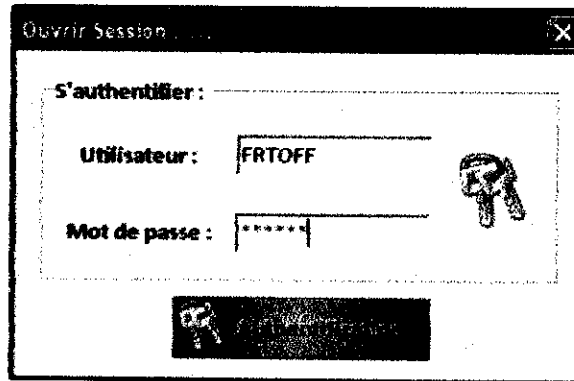 Ouvrir Session . . . .
S'authentifier :
Utilisateur : FRTOFF
Mot de passe : ******